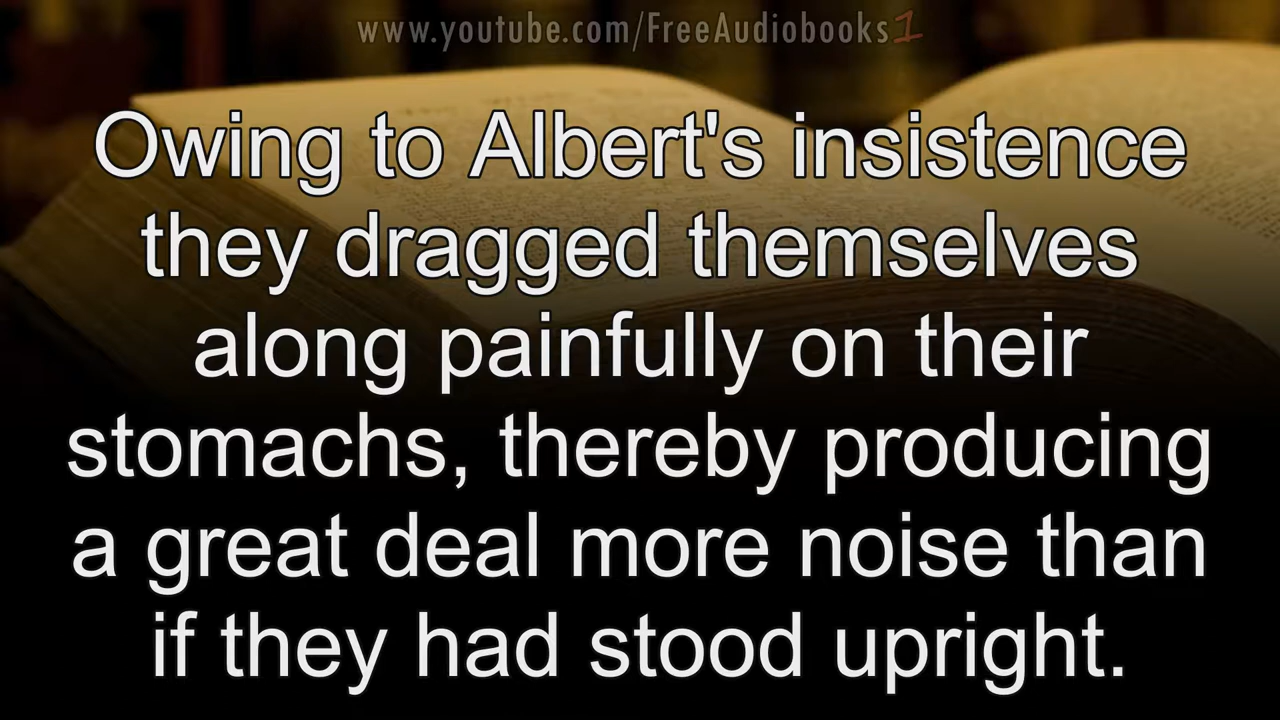 www.youtube.com/FreeAudiobooks1
Owing to Albert's insistence
they dragged themselves
along painfully on their
stomachs, thereby producing
a great deal more noise than
if they had stood upright.